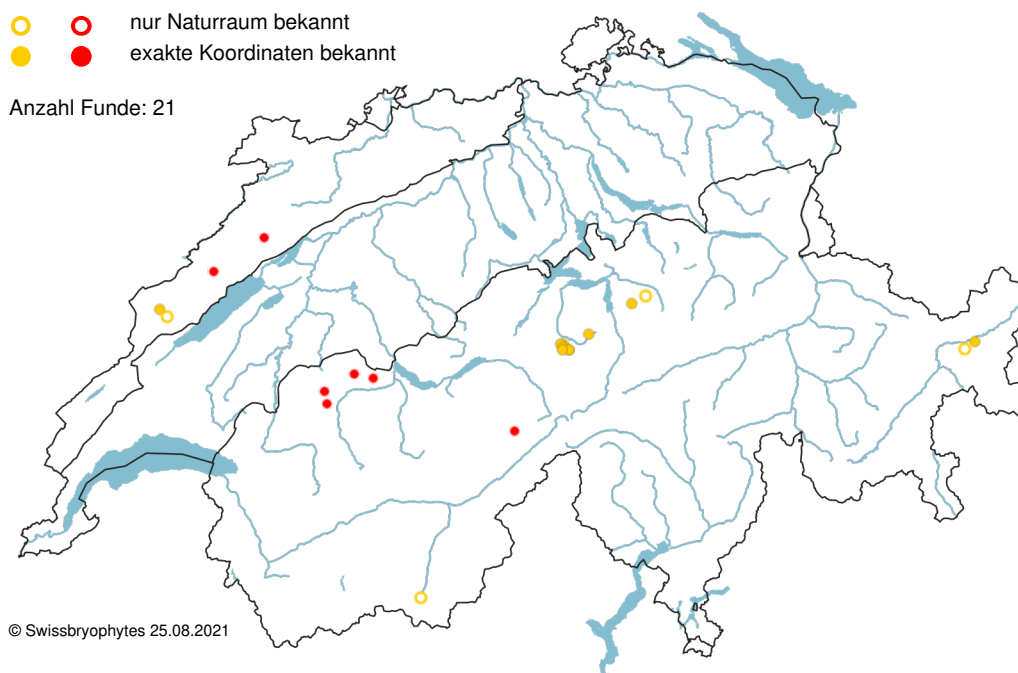 nur Naturraum bekannt
exakte Koordinaten bekannt
Anzahl Funde: 21
© Swissbryophytes 25.08.2021